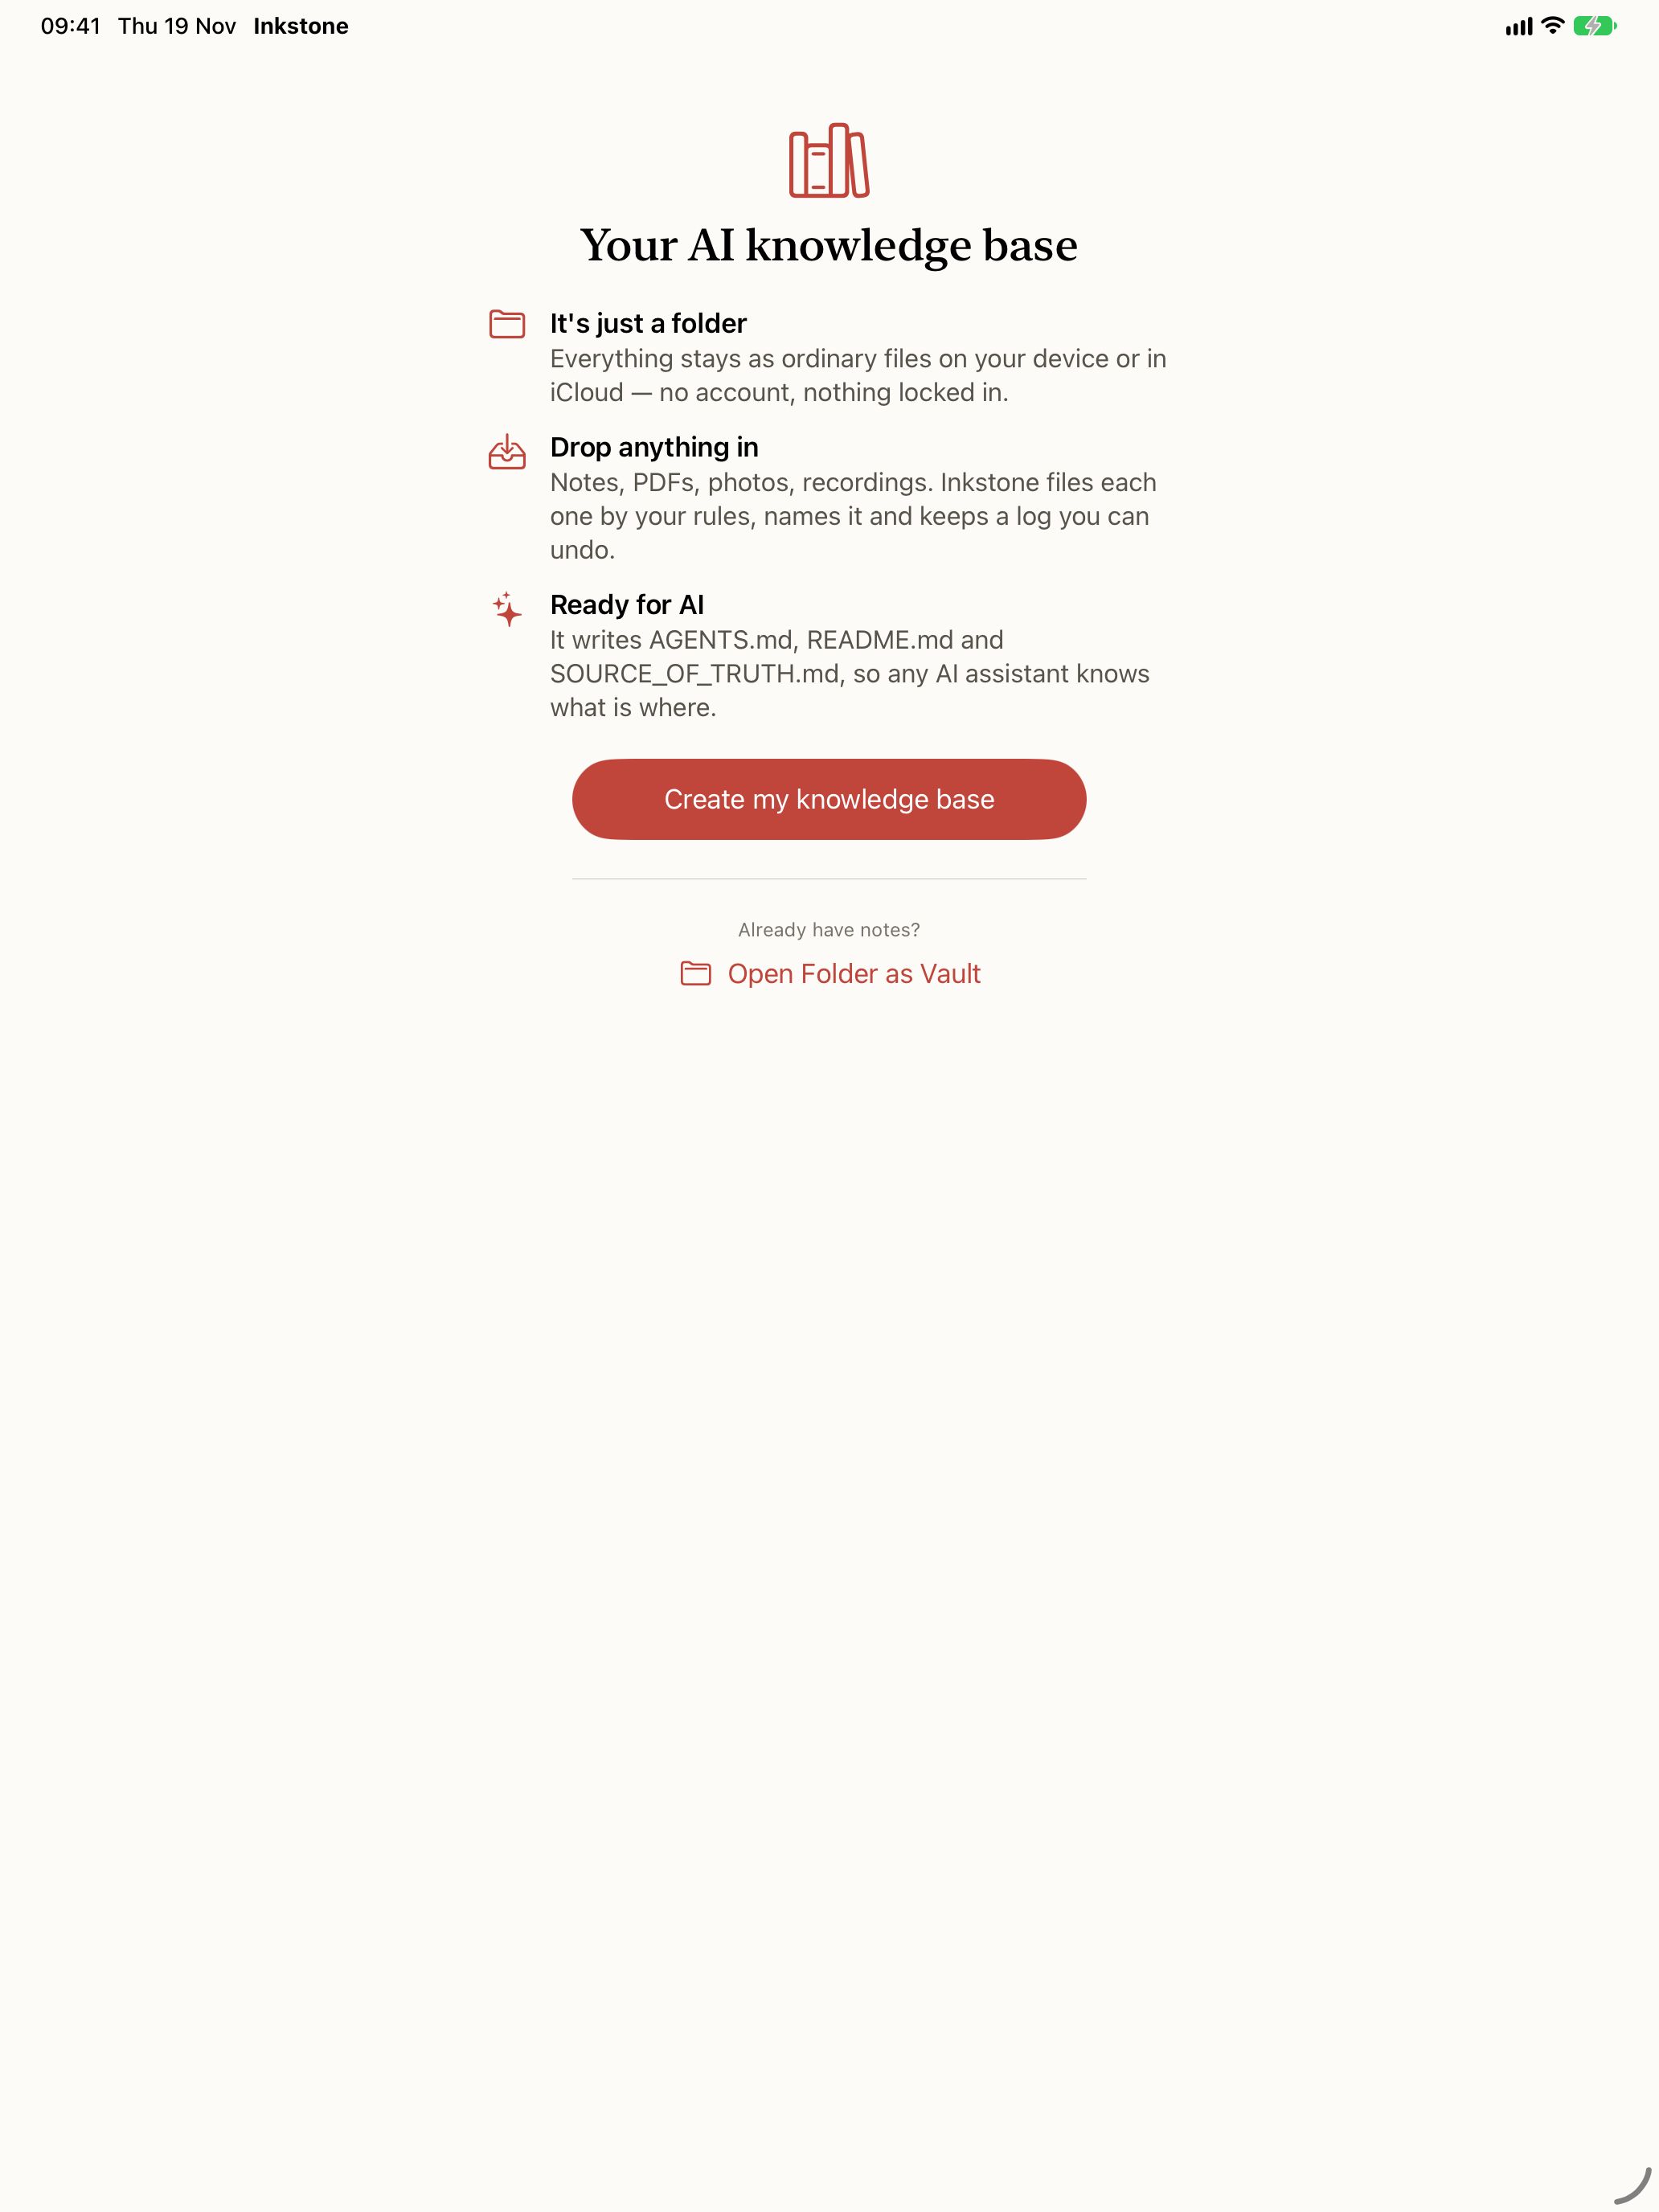 09:41 Thu 19 Nov Inkstone
Your AI knowledge base
It's just a folder
Everything stays as ordinary files on your device or in
iCloud — no account, nothing locked in.
Drop anything in
Notes, PDFs, photos, recordings. Inkstone files each
one by your rules, names it and keeps a log you can
undo.
Ready for AI
It writes AGENTS.md, README.md and
SOURCE_OF_TRUTH.md, so any AI assistant knows
what is where.
Create my knowledge base
Already have notes?
Open Folder as Vault